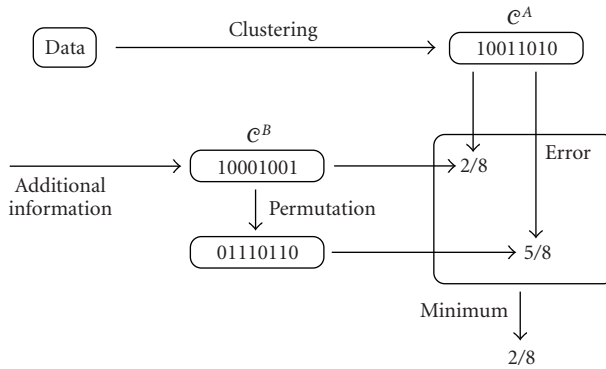 Data
Clustering
𝒞^A
10011010
𝒞^B
10001001
2/8
Error
Additional
information
Permutation
01110110
5/8
Minimum
2/8